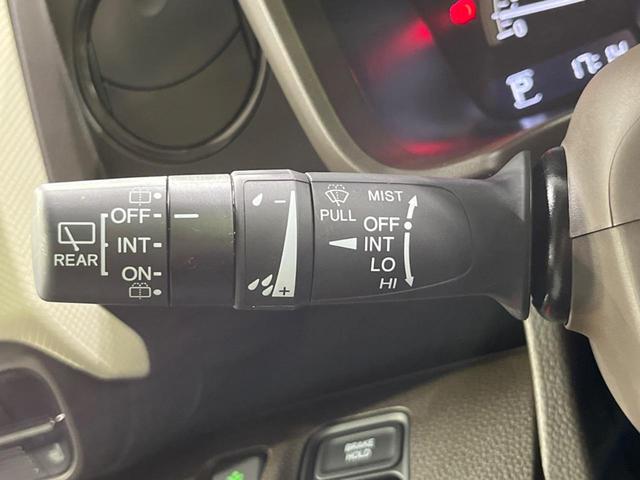 E
P
REAR
OFF
INT
ON
PULL
MIST
OFF
INT
LO
HI
BRAKE
HOLD